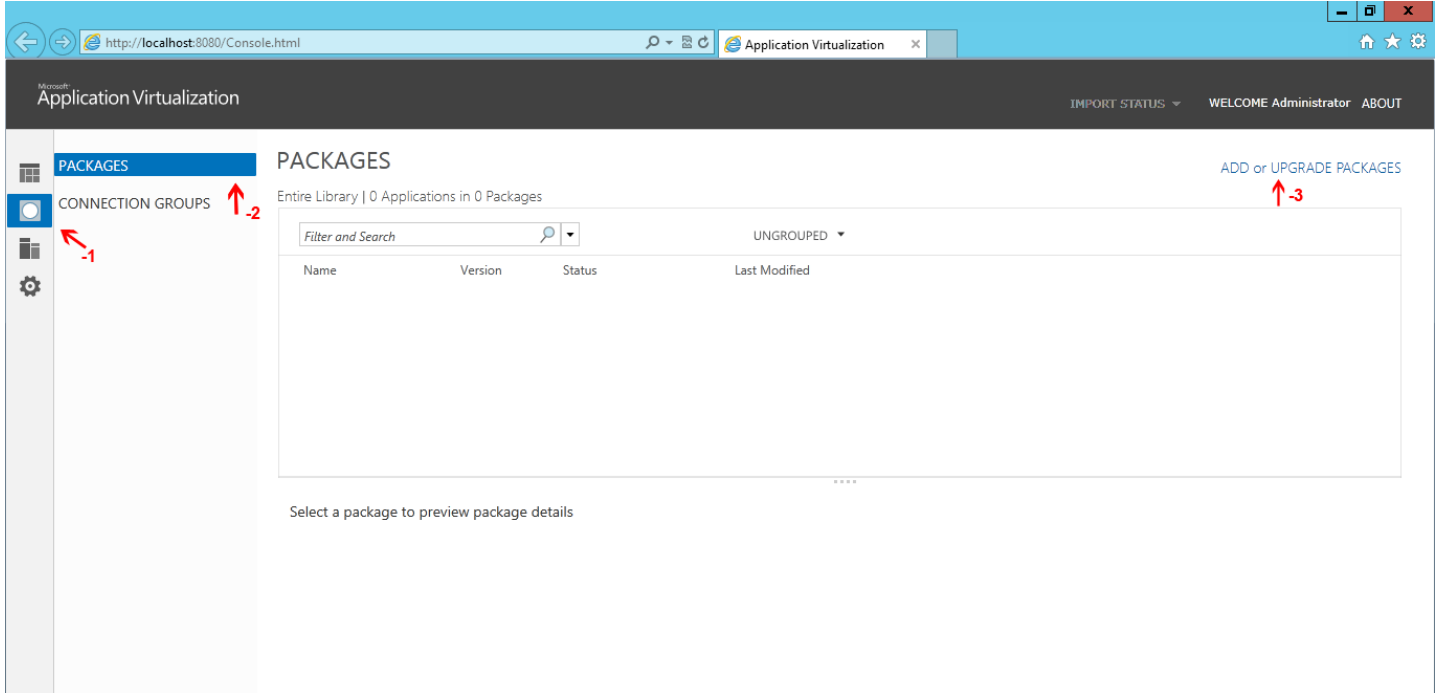 http://localhost:8080/Console.html
Application Virtualization
Microsoft
Application Virtualization
IMPORT STATUS
WELCOME Administrator
ABOUT
PACKAGES
CONNECTION GROUPS
-1
-2
PACKAGES
ADD or UPGRADE PACKAGES
-3
Entire Library | 0 Applications in 0 Packages
Filter and Search
UNGROUPED
Name Version Status Last Modified
Select a package to preview package details